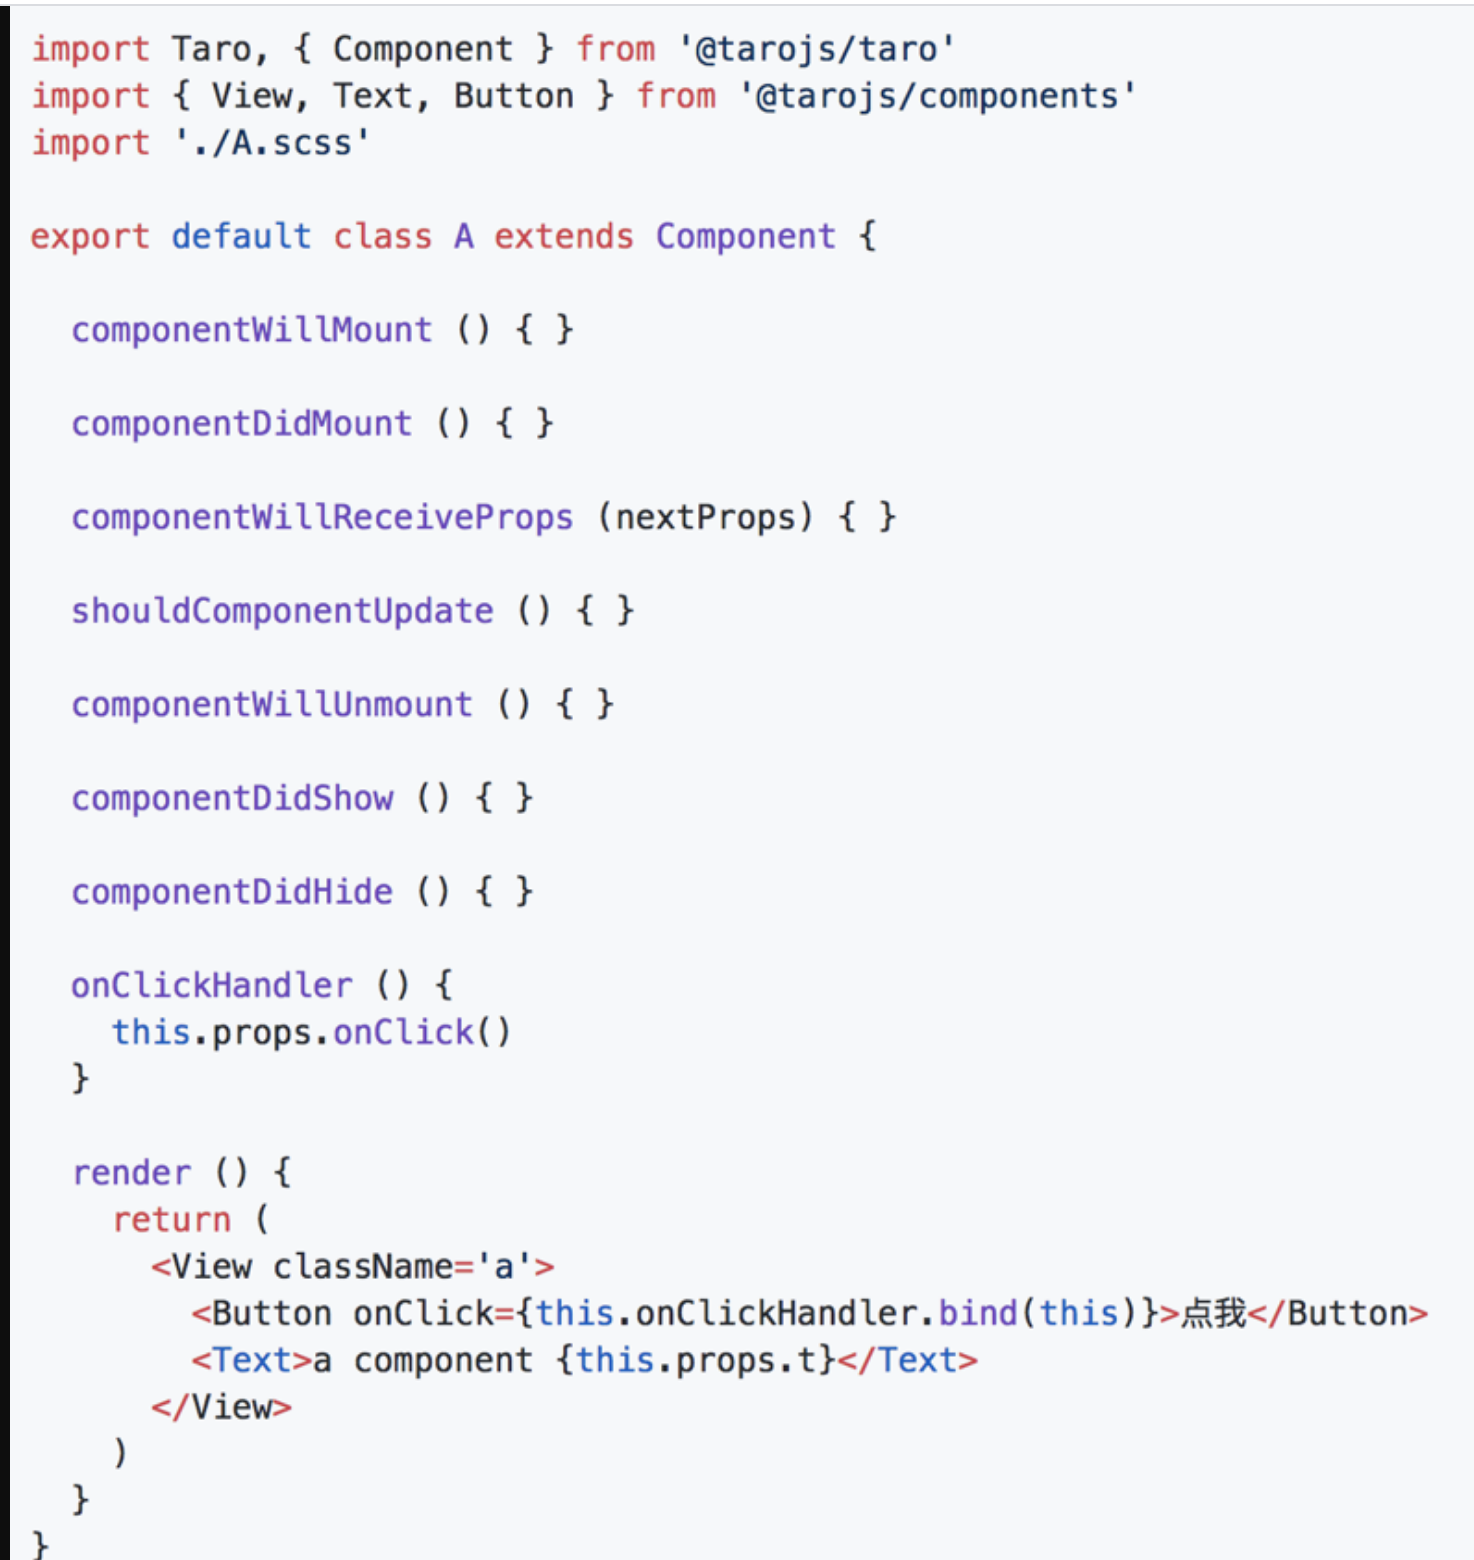 import Taro, { Component } from '@tarojs/taro'
import { View, Text, Button } from '@tarojs/components'
import './A.scss'
export default class A extends Component {
componentWillMount () { }
componentDidMount () { }
componentWillReceiveProps (nextProps) { }
shouldComponentUpdate () { }
componentWillUnmount () { }
componentDidShow () { }
componentDidHide () { }
onClickHandler () {
this.props.onClick()
}
render () {
return (
<View className='a'>
<Button onClick={this.onClickHandler.bind(this)}>点我</Button>
<Text>a component {this.props.t}</Text>
</View>
)
}
}